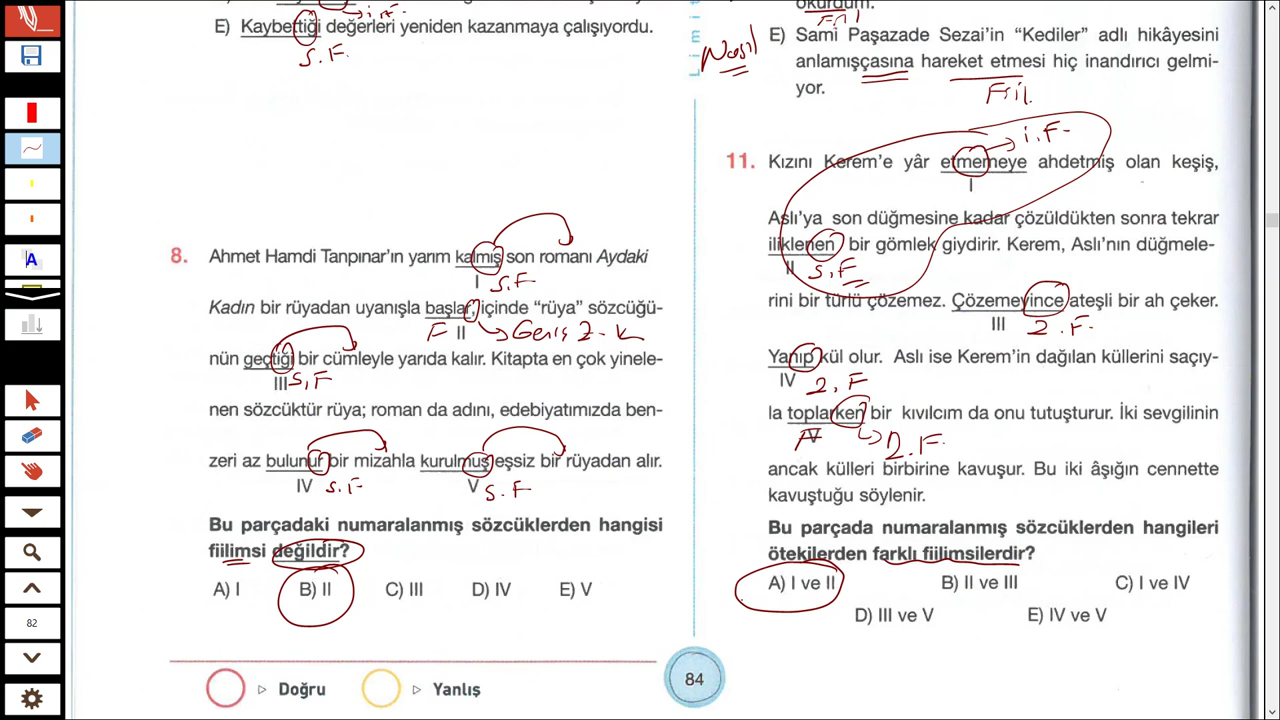 i.F.
E) Kaybettiği değerleri yeniden kazanmaya çalışıyordu.
S.F.
8. Ahmet Hamdi Tanpınar’ın yarım kalmış son romanı Aydaki
I S.F
Kadın bir rüyadan uyanışla başlar, içinde “rüya” sözcüğü-
F II Geniş Z-K
nün geçtiği bir cümleyle yarıda kalır. Kitapta en çok yinele-
III S,F
nen sözcüktür rüya; roman da adını, edebiyatımızda ben-
zeri az bulunur bir mizahla kurulmuş eşsiz bir rüyadan alır.
IV S.F V S.F
Bu parçadaki numaralanmış sözcüklerden hangisi
fiilimsi değildir?
A) I B) II C) III D) IV E) V
Doğru Yanlış
Limit
okurdum.
Fiil
Nasıl
E) Sami Paşazade Sezai’in “Kediler” adlı hikâyesini
anlamışçasına hareket etmesi hiç inandırıcı gelmi-
yor.
Fiil.
i.F-
11. Kızını Kerem’e yâr etmemeye ahdetmiş olan keşiş,
I
Aslı’ya son düğmesine kadar çözüldükten sonra tekrar
iliklenen bir gömlek giydirir. Kerem, Aslı’nın düğmele-
II S.F
rini bir türlü çözemez. Çözemeyince ateşli bir ah çeker.
III Z.F.
Yanıp kül olur. Aslı ise Kerem’in dağılan küllerini saçıy-
IV Z.F
la toplarken bir kıvılcım da onu tutuşturur. İki sevgilinin
V Z.F.
ancak külleri birbirine kavuşur. Bu iki âşığın cennette
kavuştuğu söylenir.
Bu parçada numaralanmış sözcüklerden hangileri
ötekilerden farklı fiilimsilerdir?
A) I ve II B) II ve III C) I ve IV
D) III ve V E) IV ve V
84
A
82